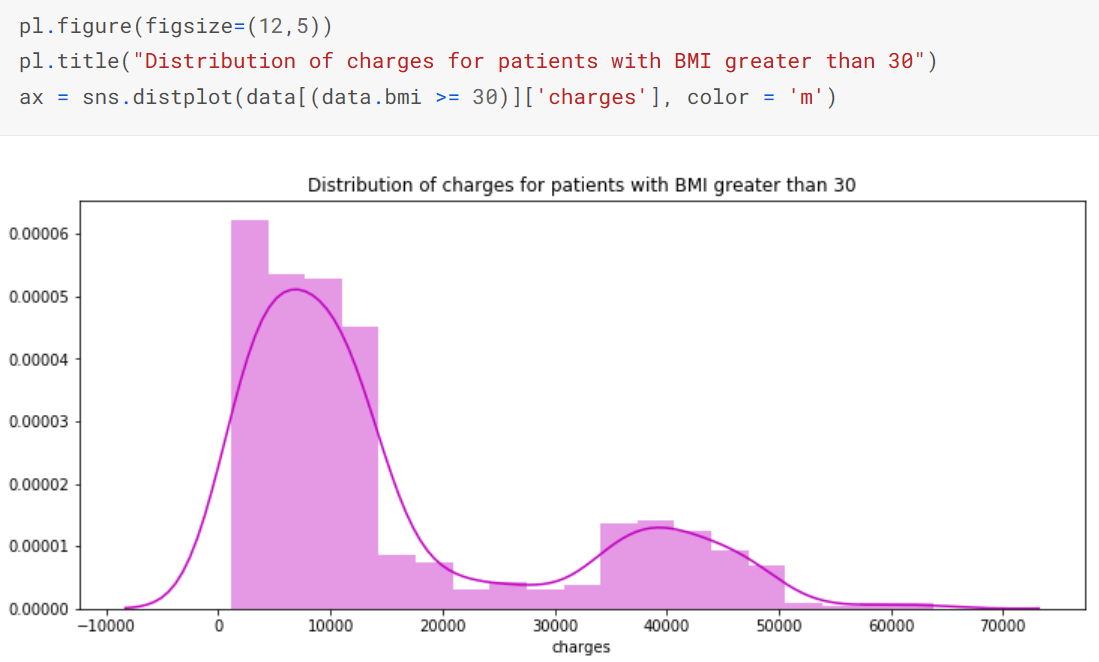 pl.figure(figsize=(12,5))
pl.title("Distribution of charges for patients with BMI greater than 30")
ax = sns.distplot(data[(data.bmi >= 30)]['charges'], color = 'm')
Distribution of charges for patients with BMI greater than 30
0.00006
0.00005
0.00004
0.00003
0.00002
0.00001
0.00000
−10000 0 10000 20000 30000 40000 50000 60000 70000
charges